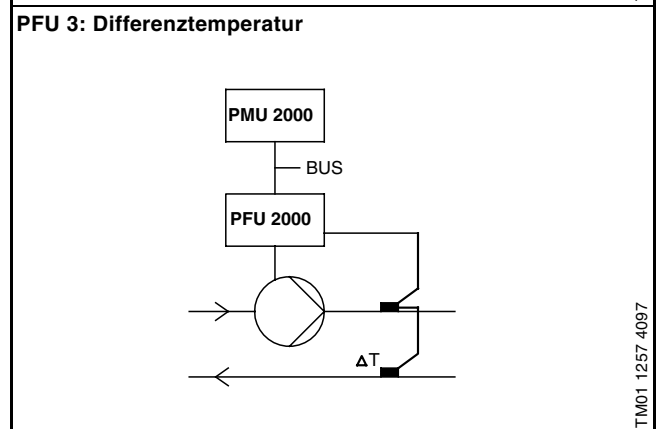 PFU 3: Differenztemperatur
PMU 2000
BUS
PFU 2000
ΔT
TM01 1257 4097